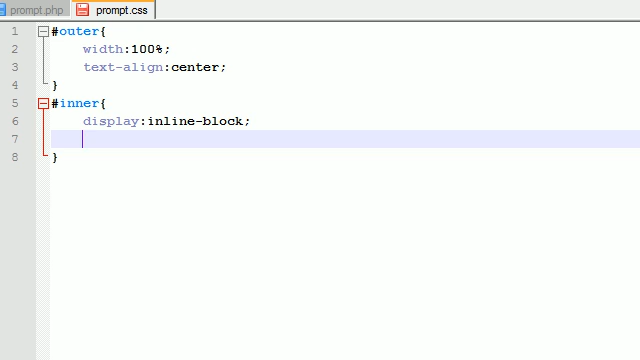 prompt.php prompt.css
1 #outer{
2 width:100%;
3 text-align:center;
4 }
5 #inner{
6 display:inline-block;
7
8 }